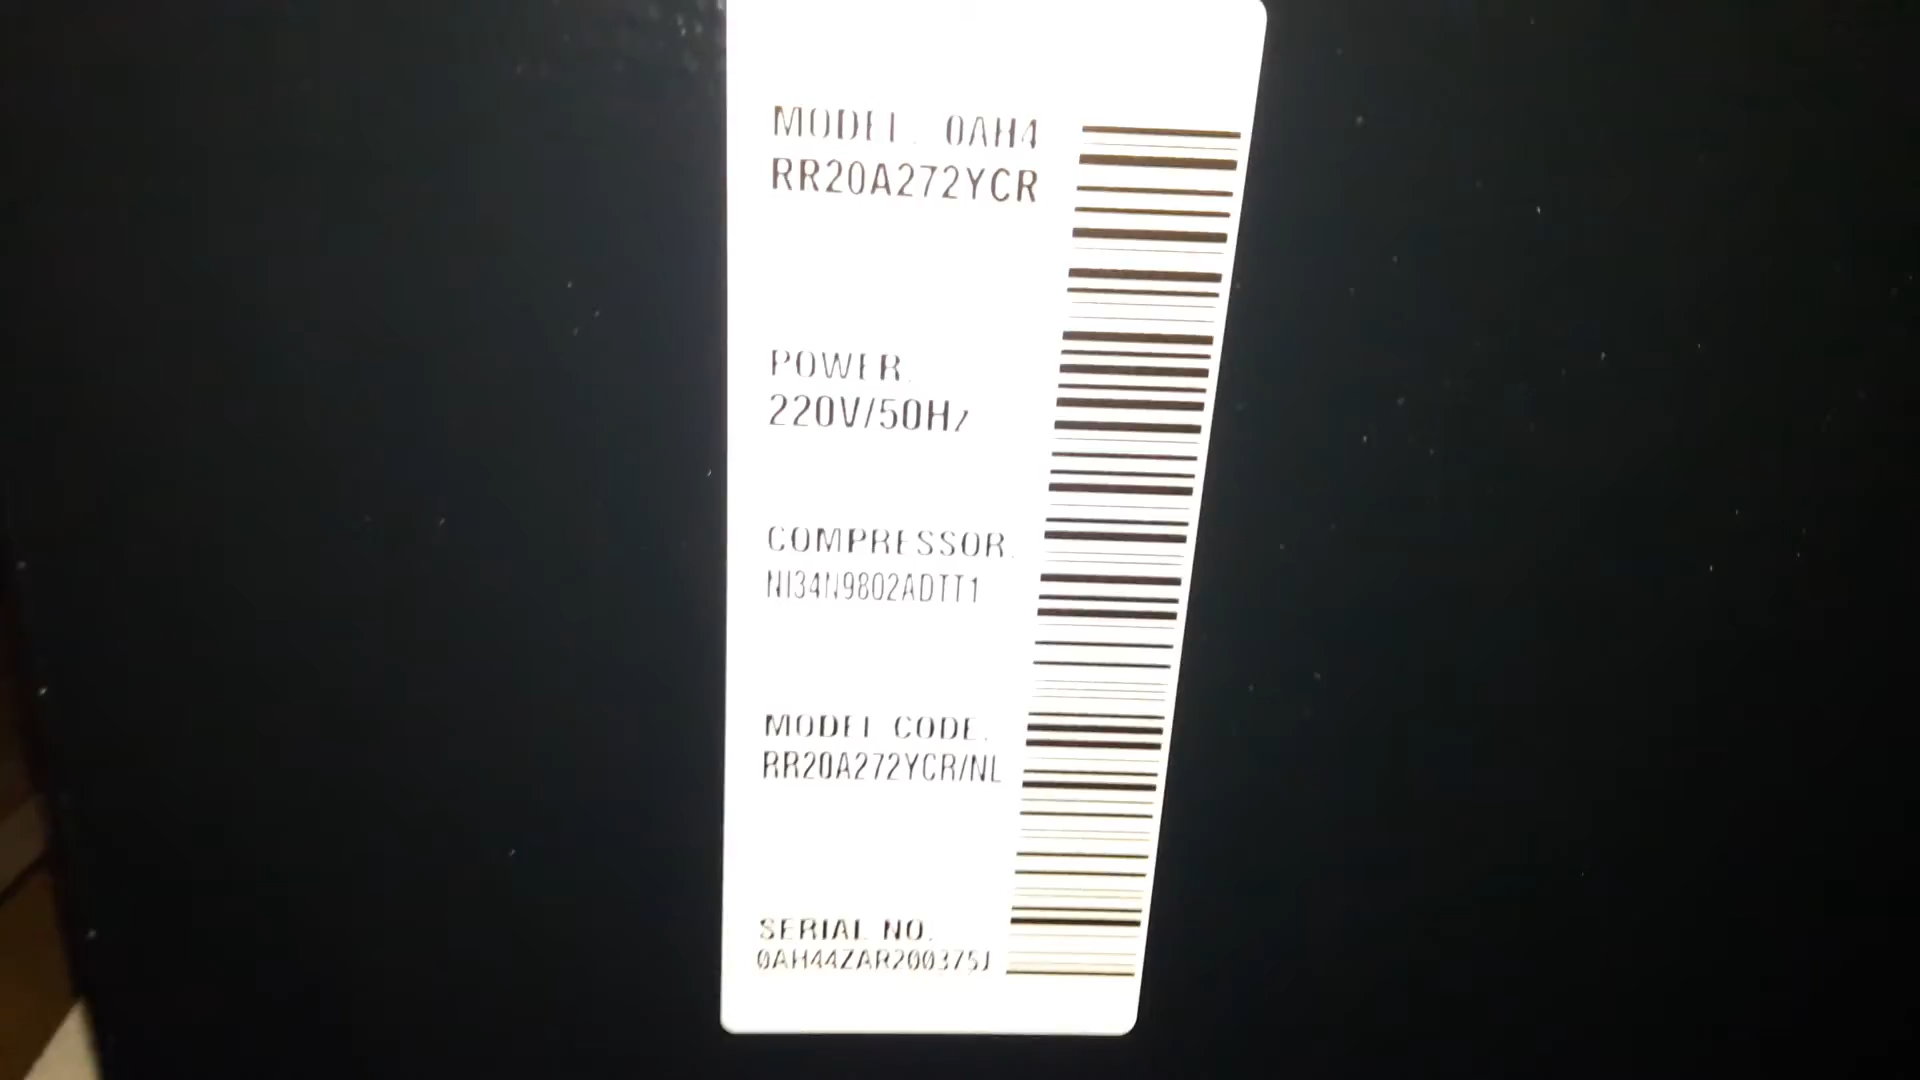 MODEL. 0AH4
RR20A272YCR
POWER.
220V/50Hz
COMPRESSOR.
NI34N9802ADTT1
MODEL CODE.
RR20A272YCR/NL
SERIAL NO.
0AH44ZAR200375J